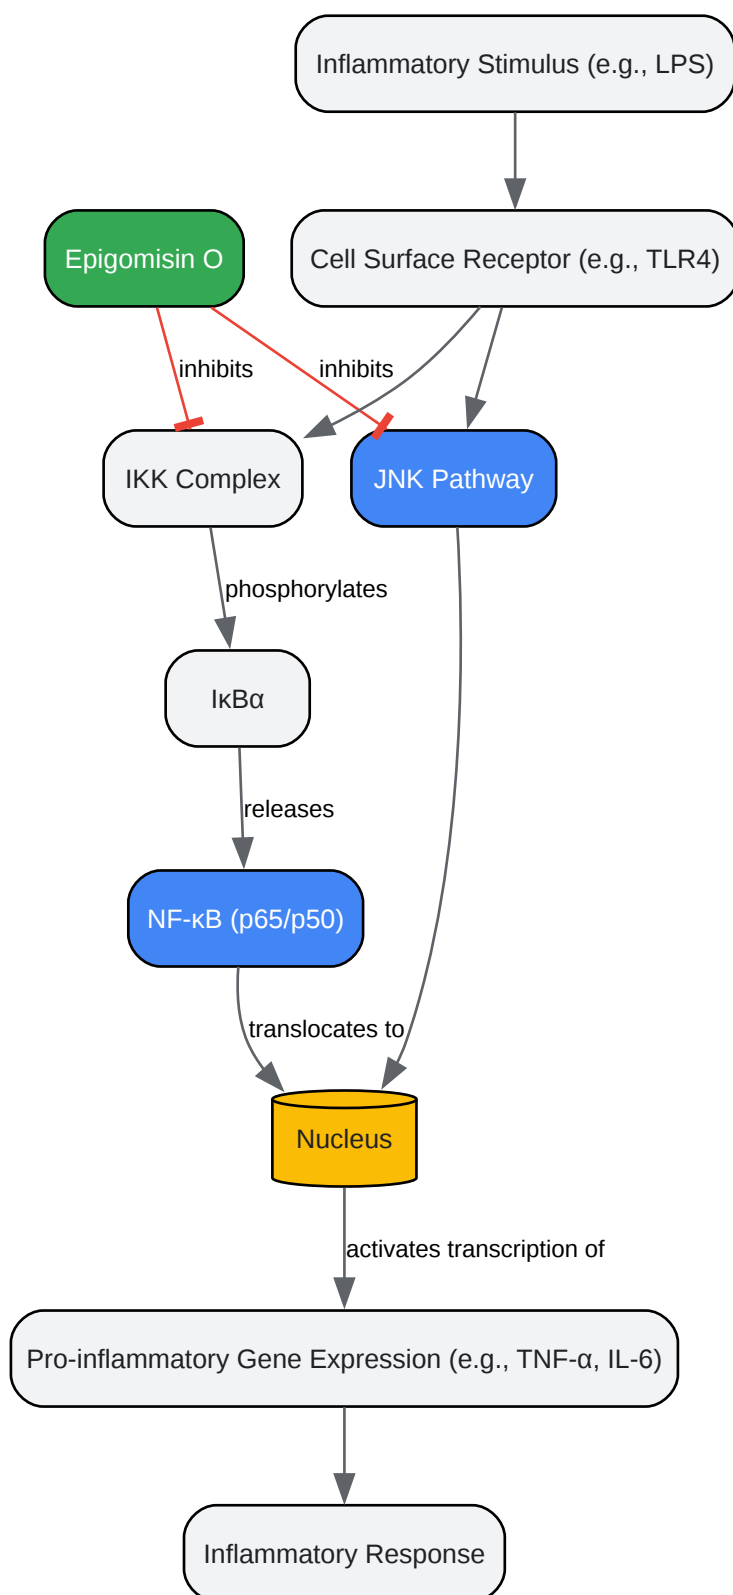 Inflammatory Stimulus (e.g., LPS)
Epigomisin O
Cell Surface Receptor (e.g., TLR4)
inhibits
inhibits
IKK Complex
JNK Pathway
phosphorylates
IκBα
releases
NF-κB (p65/p50)
translocates to
Nucleus
activates transcription of
Pro-inflammatory Gene Expression (e.g., TNF-α, IL-6)
Inflammatory Response